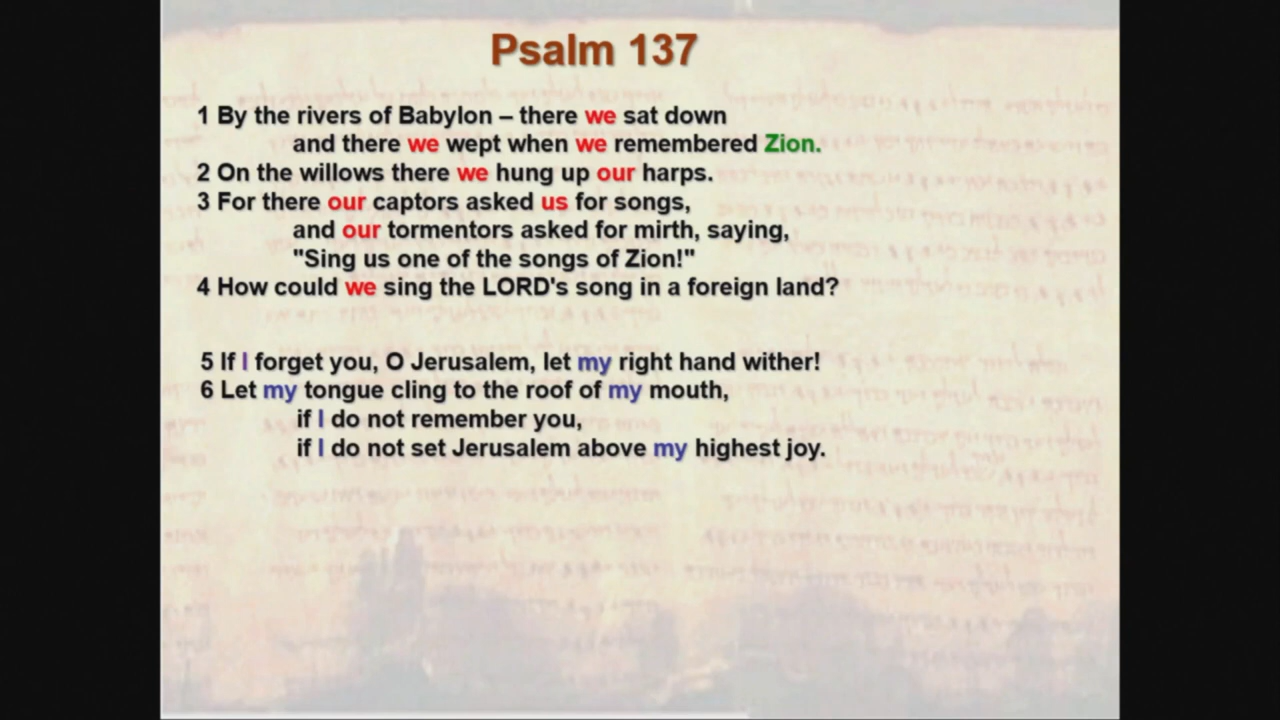 Psalm 137
1 By the rivers of Babylon – there we sat down
and there we wept when we remembered Zion.
2 On the willows there we hung up our harps.
3 For there our captors asked us for songs,
and our tormentors asked for mirth, saying,
"Sing us one of the songs of Zion!"
4 How could we sing the LORD's song in a foreign land?
5 If I forget you, O Jerusalem, let my right hand wither!
6 Let my tongue cling to the roof of my mouth,
if I do not remember you,
if I do not set Jerusalem above my highest joy.